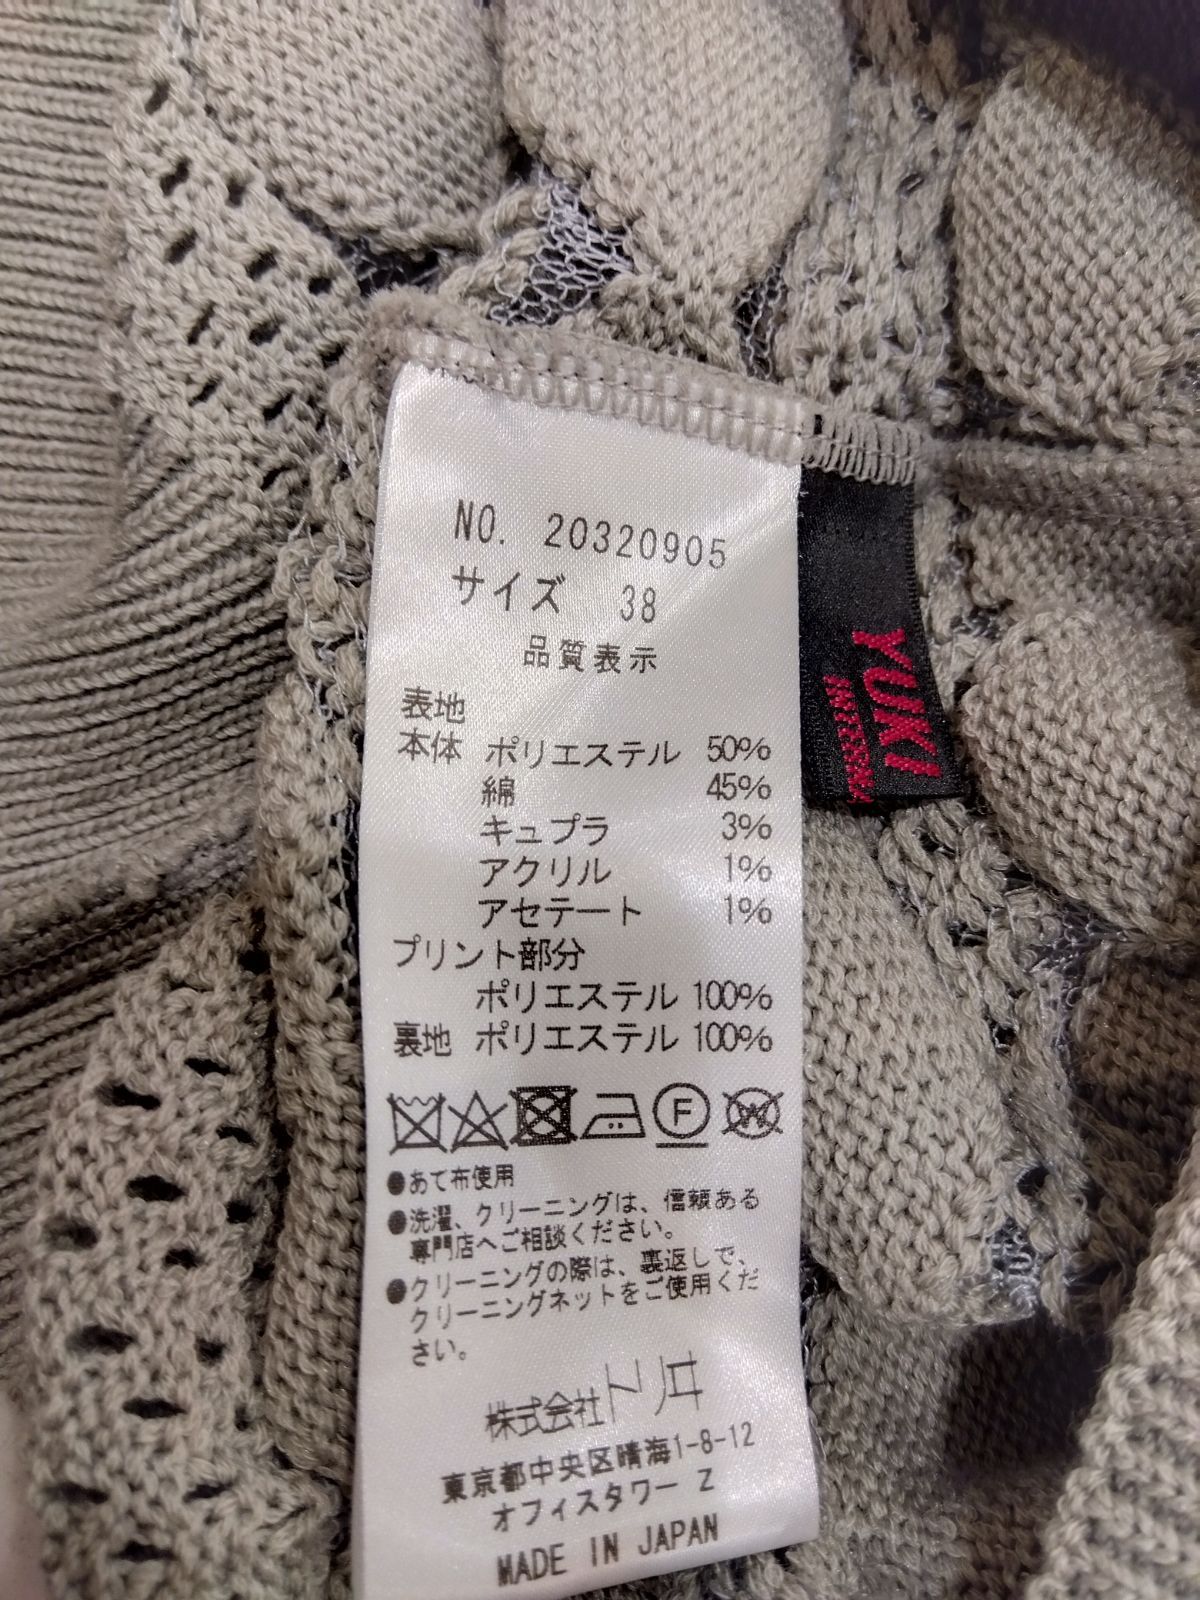 NO. 20320905
サイズ 38
品質表示
表地
本体 ポリエステル 50%
綿 45%
キュプラ 3%
アクリル 1%
アセテート 1%
プリント部分
ポリエステル 100%
裏地 ポリエステル 100%
F
W
●あて布使用
●洗濯、クリーニングは、信頼ある
専門店へご相談ください。
●クリーニングの際は、裏返しで、
クリーニングネットをご使用くだ
さい。
株式会社
東京都中央区晴海1-8-12
オフィスタワー Z
MADE IN JAPAN
YUKI